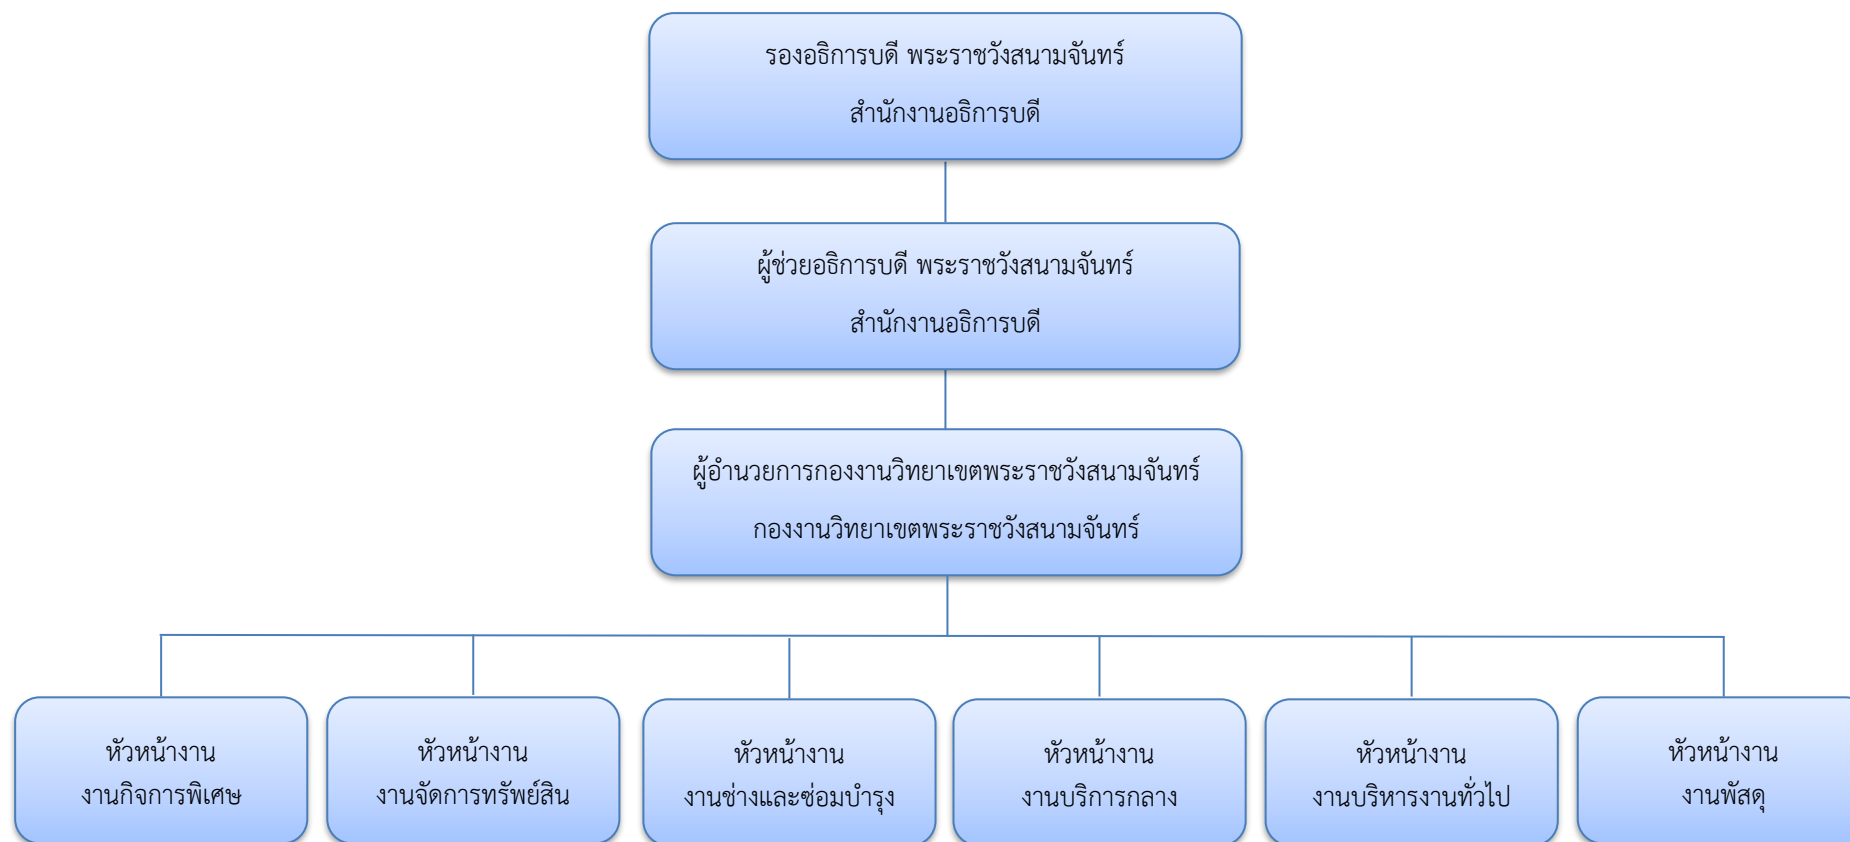 รองอธิการบดี พระราชวังสนามจันทร์
สำนักงานอธิการบดี
ผู้ช่วยอธิการบดี พระราชวังสนามจันทร์
สำนักงานอธิการบดี
ผู้อำนวยการกองงานวิทยาเขตพระราชวังสนามจันทร์
กองงานวิทยาเขตพระราชวังสนามจันทร์
หัวหน้างาน
งานกิจการพิเศษ
หัวหน้างาน
งานจัดการทรัพย์สิน
หัวหน้างาน
งานช่างและซ่อมบำรุง
หัวหน้างาน
งานบริการกลาง
หัวหน้างาน
งานบริหารงานทั่วไป
หัวหน้างาน
งานพัสดุ